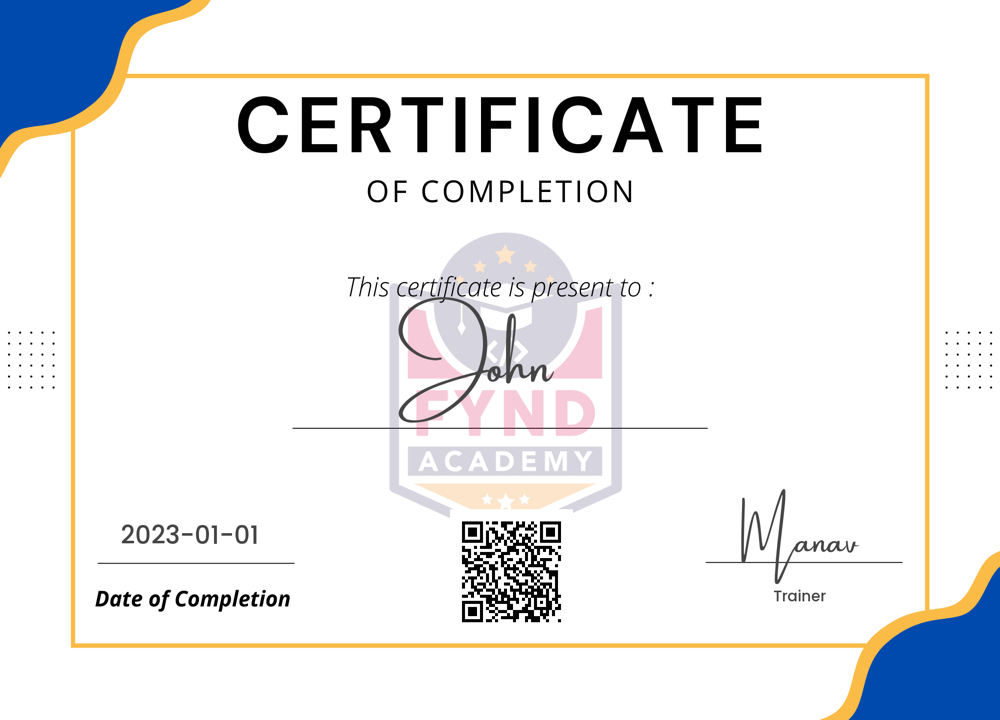 CERTIFICATE
OF COMPLETION
This certificate is present to :
John
FYND
ACADEMY
2023-01-01
Date of Completion
Manav
Trainer